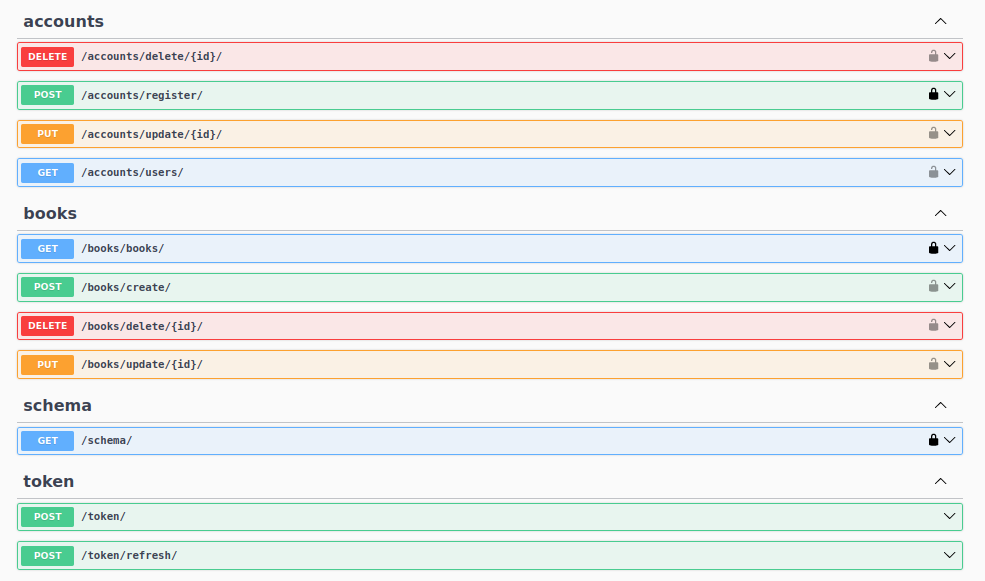 accounts
DELETE /accounts/delete/{id}/
POST /accounts/register/
PUT /accounts/update/{id}/
GET /accounts/users/
books
GET /books/books/
POST /books/create/
DELETE /books/delete/{id}/
PUT /books/update/{id}/
schema
GET /schema/
token
POST /token/
POST /token/refresh/